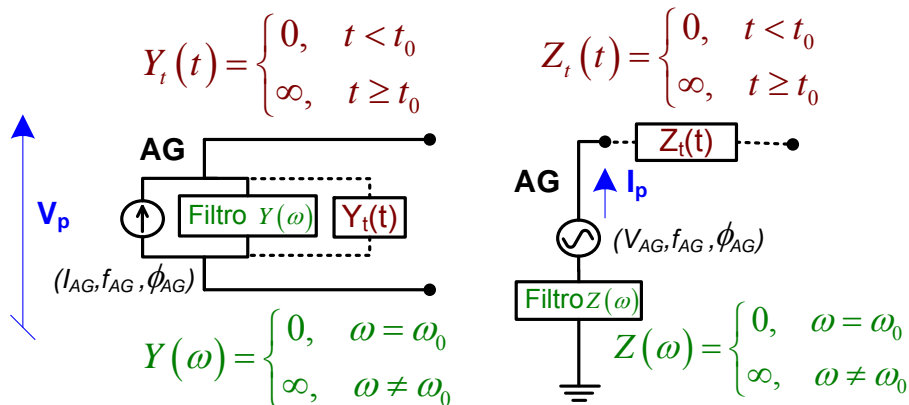 Y_t(t) = { 0, t < t_0
∞, t ≥ t_0
AG
V_p
Filtro Y(ω)
Y_t(t)
(I_AG, f_AG, ϕ_AG)
Y(ω) = { 0, ω = ω_0
∞, ω ≠ ω_0
Z_t(t) = { 0, t < t_0
∞, t ≥ t_0
Z_t(t)
AG
I_p
(V_AG, f_AG, ϕ_AG)
Filtro Z(ω)
Z(ω) = { 0, ω = ω_0
∞, ω ≠ ω_0